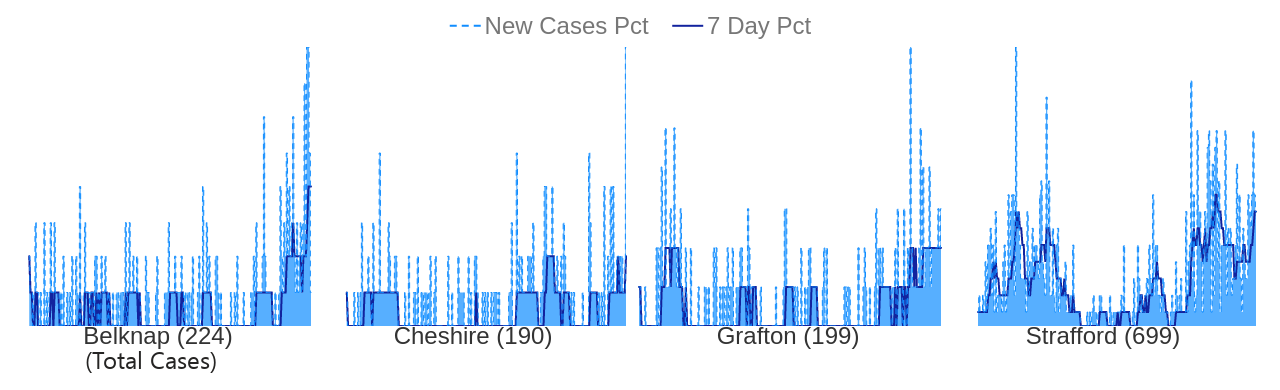 New Cases Pct 7 Day Pct
Belknap (224) Cheshire (190) Grafton (199) Strafford (699)
(Total Cases)